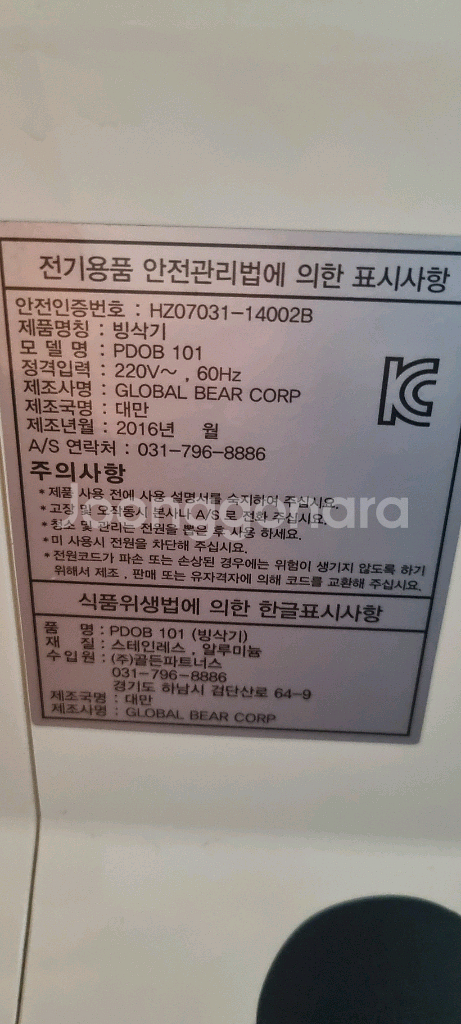 전기용품 안전관리법에 의한 표시사항
안전인증번호 : HZ07031-14002B
제품명칭 : 빙삭기
모 델 명 : PDOB 101
정격입력 : 220V～ , 60Hz
제조사명 : GLOBAL BEAR CORP
제조국명 : 대만
제조년월 : 2016년 월
A/S 연락처 : 031-796-8886
주의사항
* 제품 사용 전에 사용 설명서를 숙지하여 주십시요.
* 고장 및 오작동시 본사나 A/S 로 전화 주십시요.
* 청소 및 관리는 전원을 뽑은 후 사용 하세요.
* 미 사용시 전원을 차단해 주십시요.
* 전원코드가 파손 또는 손상된 경우에는 위험이 생기지 않도록 하기
위해서 제조 , 판매 또는 유자격자에 의해 코드를 교환해 주십시요.
joonggonara
식품위생법에 의한 한글표시사항
품 명 : PDOB 101 (빙삭기)
재 질 : 스테인레스 , 알루미늄
수입원 : (주)골든파트너스
031-796-8886
경기도 하남시 검단산로 64-9
제조국명 : 대만
제조사명 : GLOBAL BEAR CORP